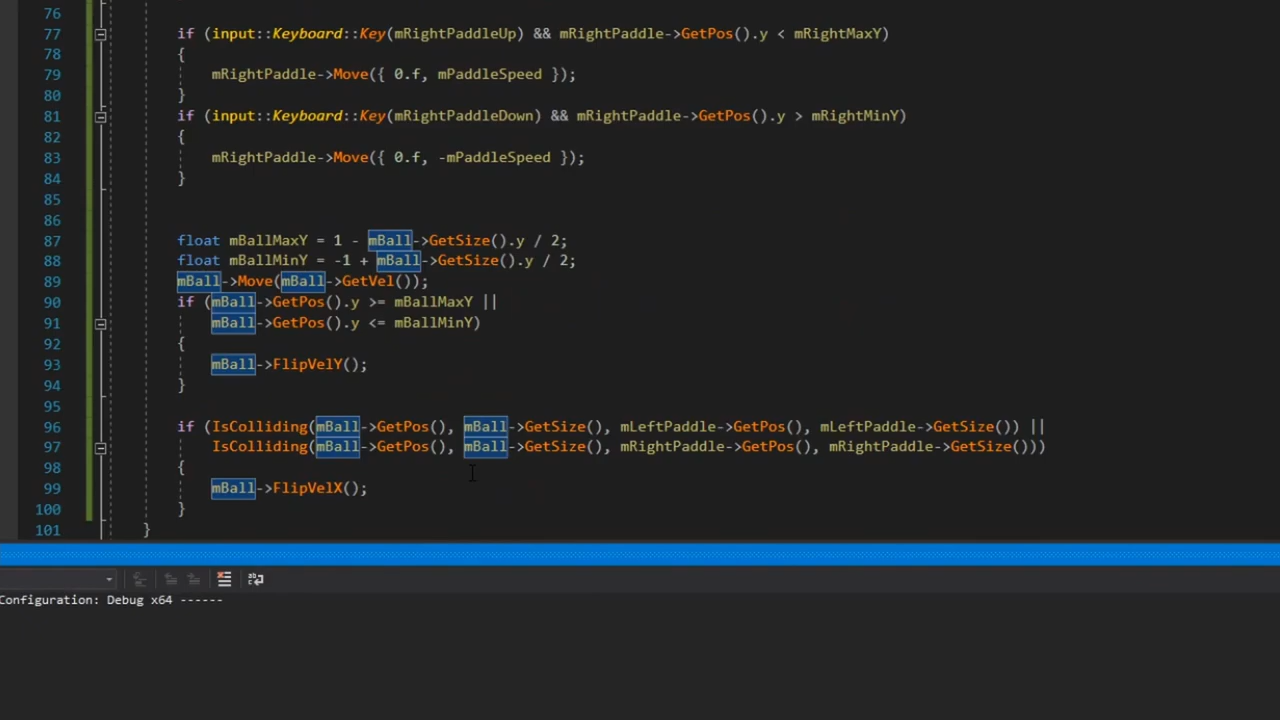 76
77 if (input::Keyboard::Key(mRightPaddleUp) && mRightPaddle->GetPos().y < mRightMaxY)
78 {
79 mRightPaddle->Move({ 0.f, mPaddleSpeed });
80 }
81 if (input::Keyboard::Key(mRightPaddleDown) && mRightPaddle->GetPos().y > mRightMinY)
82 {
83 mRightPaddle->Move({ 0.f, -mPaddleSpeed });
84 }
85
86
87 float mBallMaxY = 1 - mBall->GetSize().y / 2;
88 float mBallMinY = -1 + mBall->GetSize().y / 2;
89 mBall->Move(mBall->GetVel());
90 if (mBall->GetPos().y >= mBallMaxY ||
91 mBall->GetPos().y <= mBallMinY)
92 {
93 mBall->FlipVelY();
94 }
95
96 if (IsColliding(mBall->GetPos(), mBall->GetSize(), mLeftPaddle->GetPos(), mLeftPaddle->GetSize()) ||
97 IsColliding(mBall->GetPos(), mBall->GetSize(), mRightPaddle->GetPos(), mRightPaddle->GetSize()))
98 {
99 mBall->FlipVelX();
100 }
101 }
Configuration: Debug x64 ------